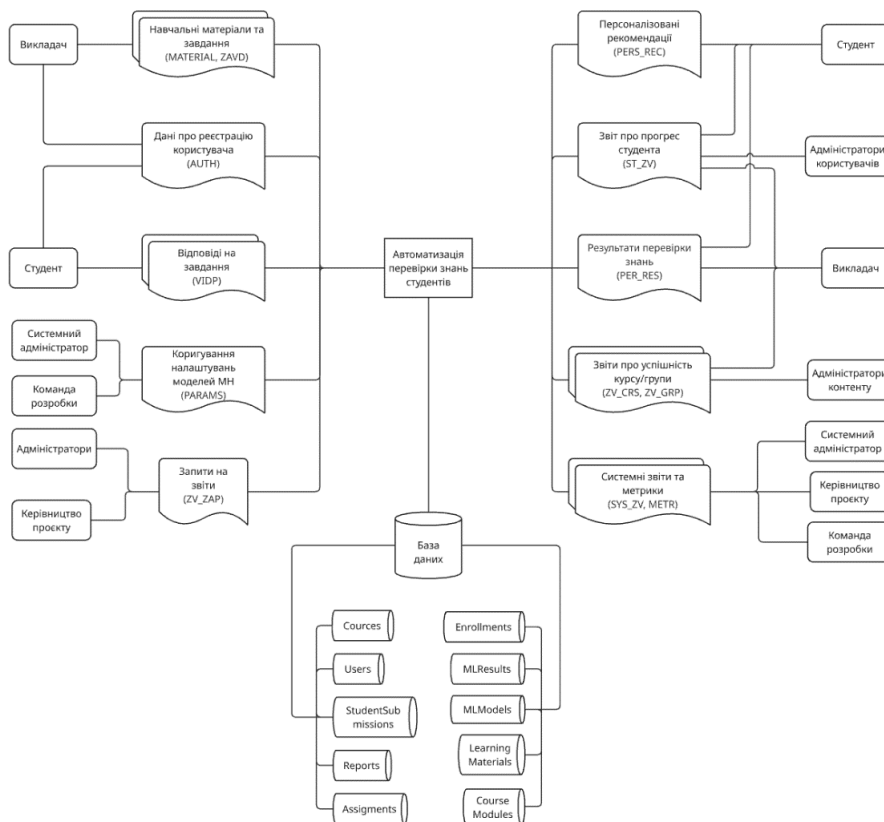 Викладач
Навчальні матеріали та
завдання
(MATERIAL, ZAVD)
Дані про реєстрацію
користувача
(AUTH)
Студент
Відповіді на
завдання
(VIDP)
Системний
адміністратор
Команда
розробки
Коригування
налаштувань
моделей МН
(PARAMS)
Адміністратори
Керівництво
проєкту
Запити на
звіти
(ZV_ZAP)
Автоматизація
перевірки знань
студентів
Персоналізовані
рекомендації
(PERS_REC)
Студент
Звіт про прогрес
студента
(ST_ZV)
Адміністратори
користувачів
Результати перевірки
знань
(PER_RES)
Викладач
Звіти про успішність
курсу/групи
(ZV_CRS, ZV_GRP)
Адміністратори
контенту
Системні звіти та
метрики
(SYS_ZV, METR)
Системний
адміністратор
Керівництво
проєкту
Команда
розробки
База
даних
Cources
Users
StudentSub
missions
Reports
Assigments
Enrollments
MLResults
MLModels
Learning
Materials
Course
Modules